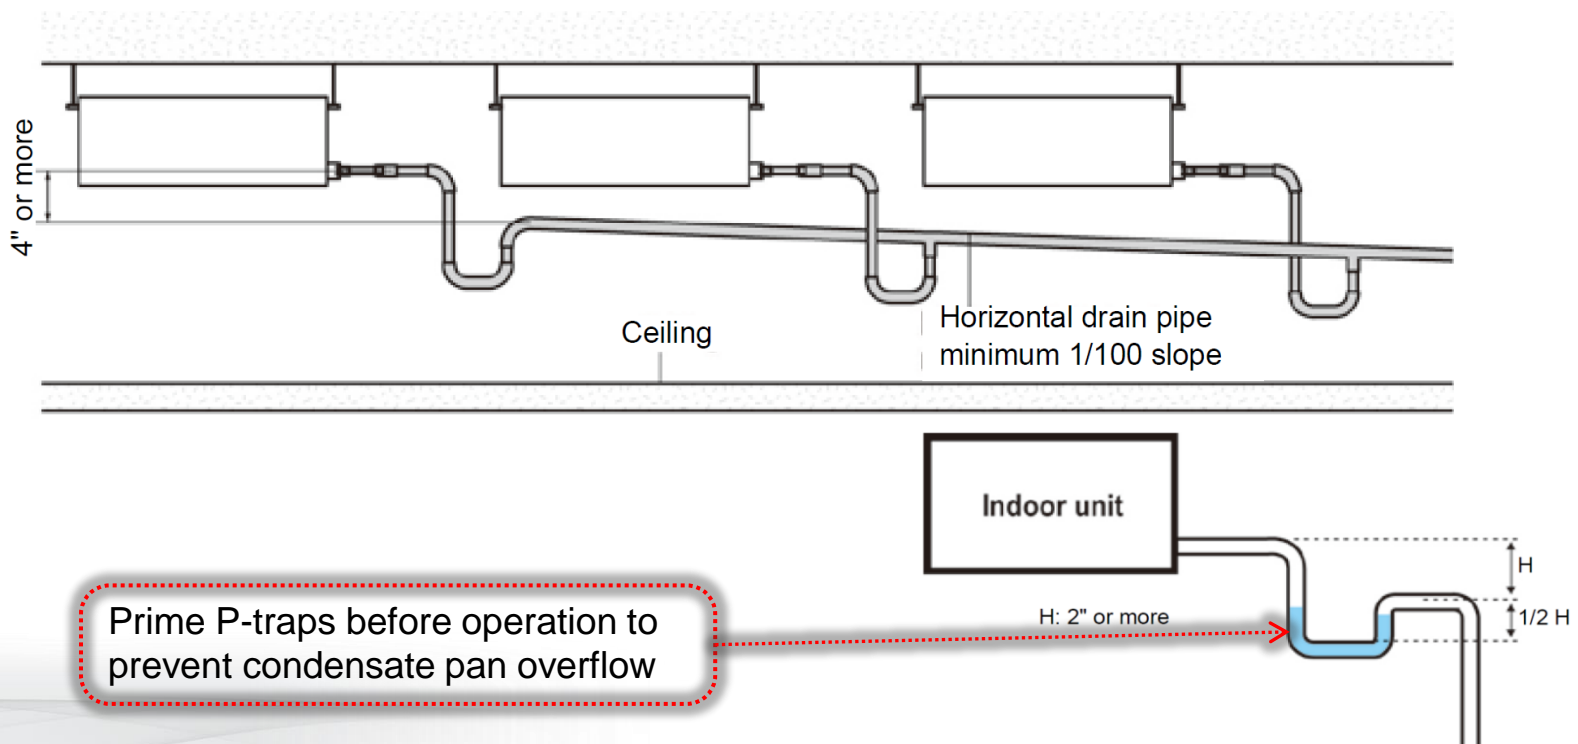 4" or more
Ceiling
Horizontal drain pipe
minimum 1/100 slope
Indoor unit
H
H: 2" or more
1/2 H
Prime P-traps before operation to
prevent condensate pan overflow